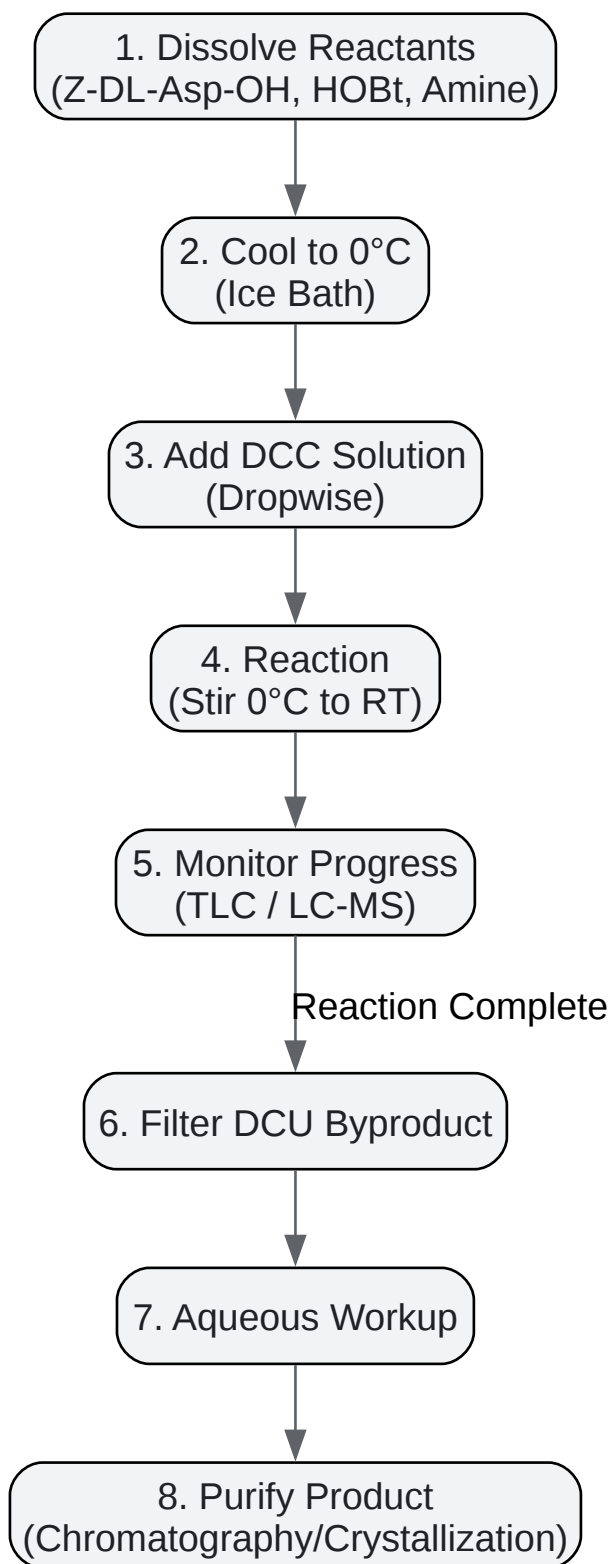 1. Dissolve Reactants
(Z-DL-Asp-OH, HOBt, Amine)
2. Cool to 0°C
(Ice Bath)
3. Add DCC Solution
(Dropwise)
4. Reaction
(Stir 0°C to RT)
5. Monitor Progress
(TLC / LC-MS)
Reaction Complete
6. Filter DCU Byproduct
7. Aqueous Workup
8. Purify Product
(Chromatography/Crystallization)